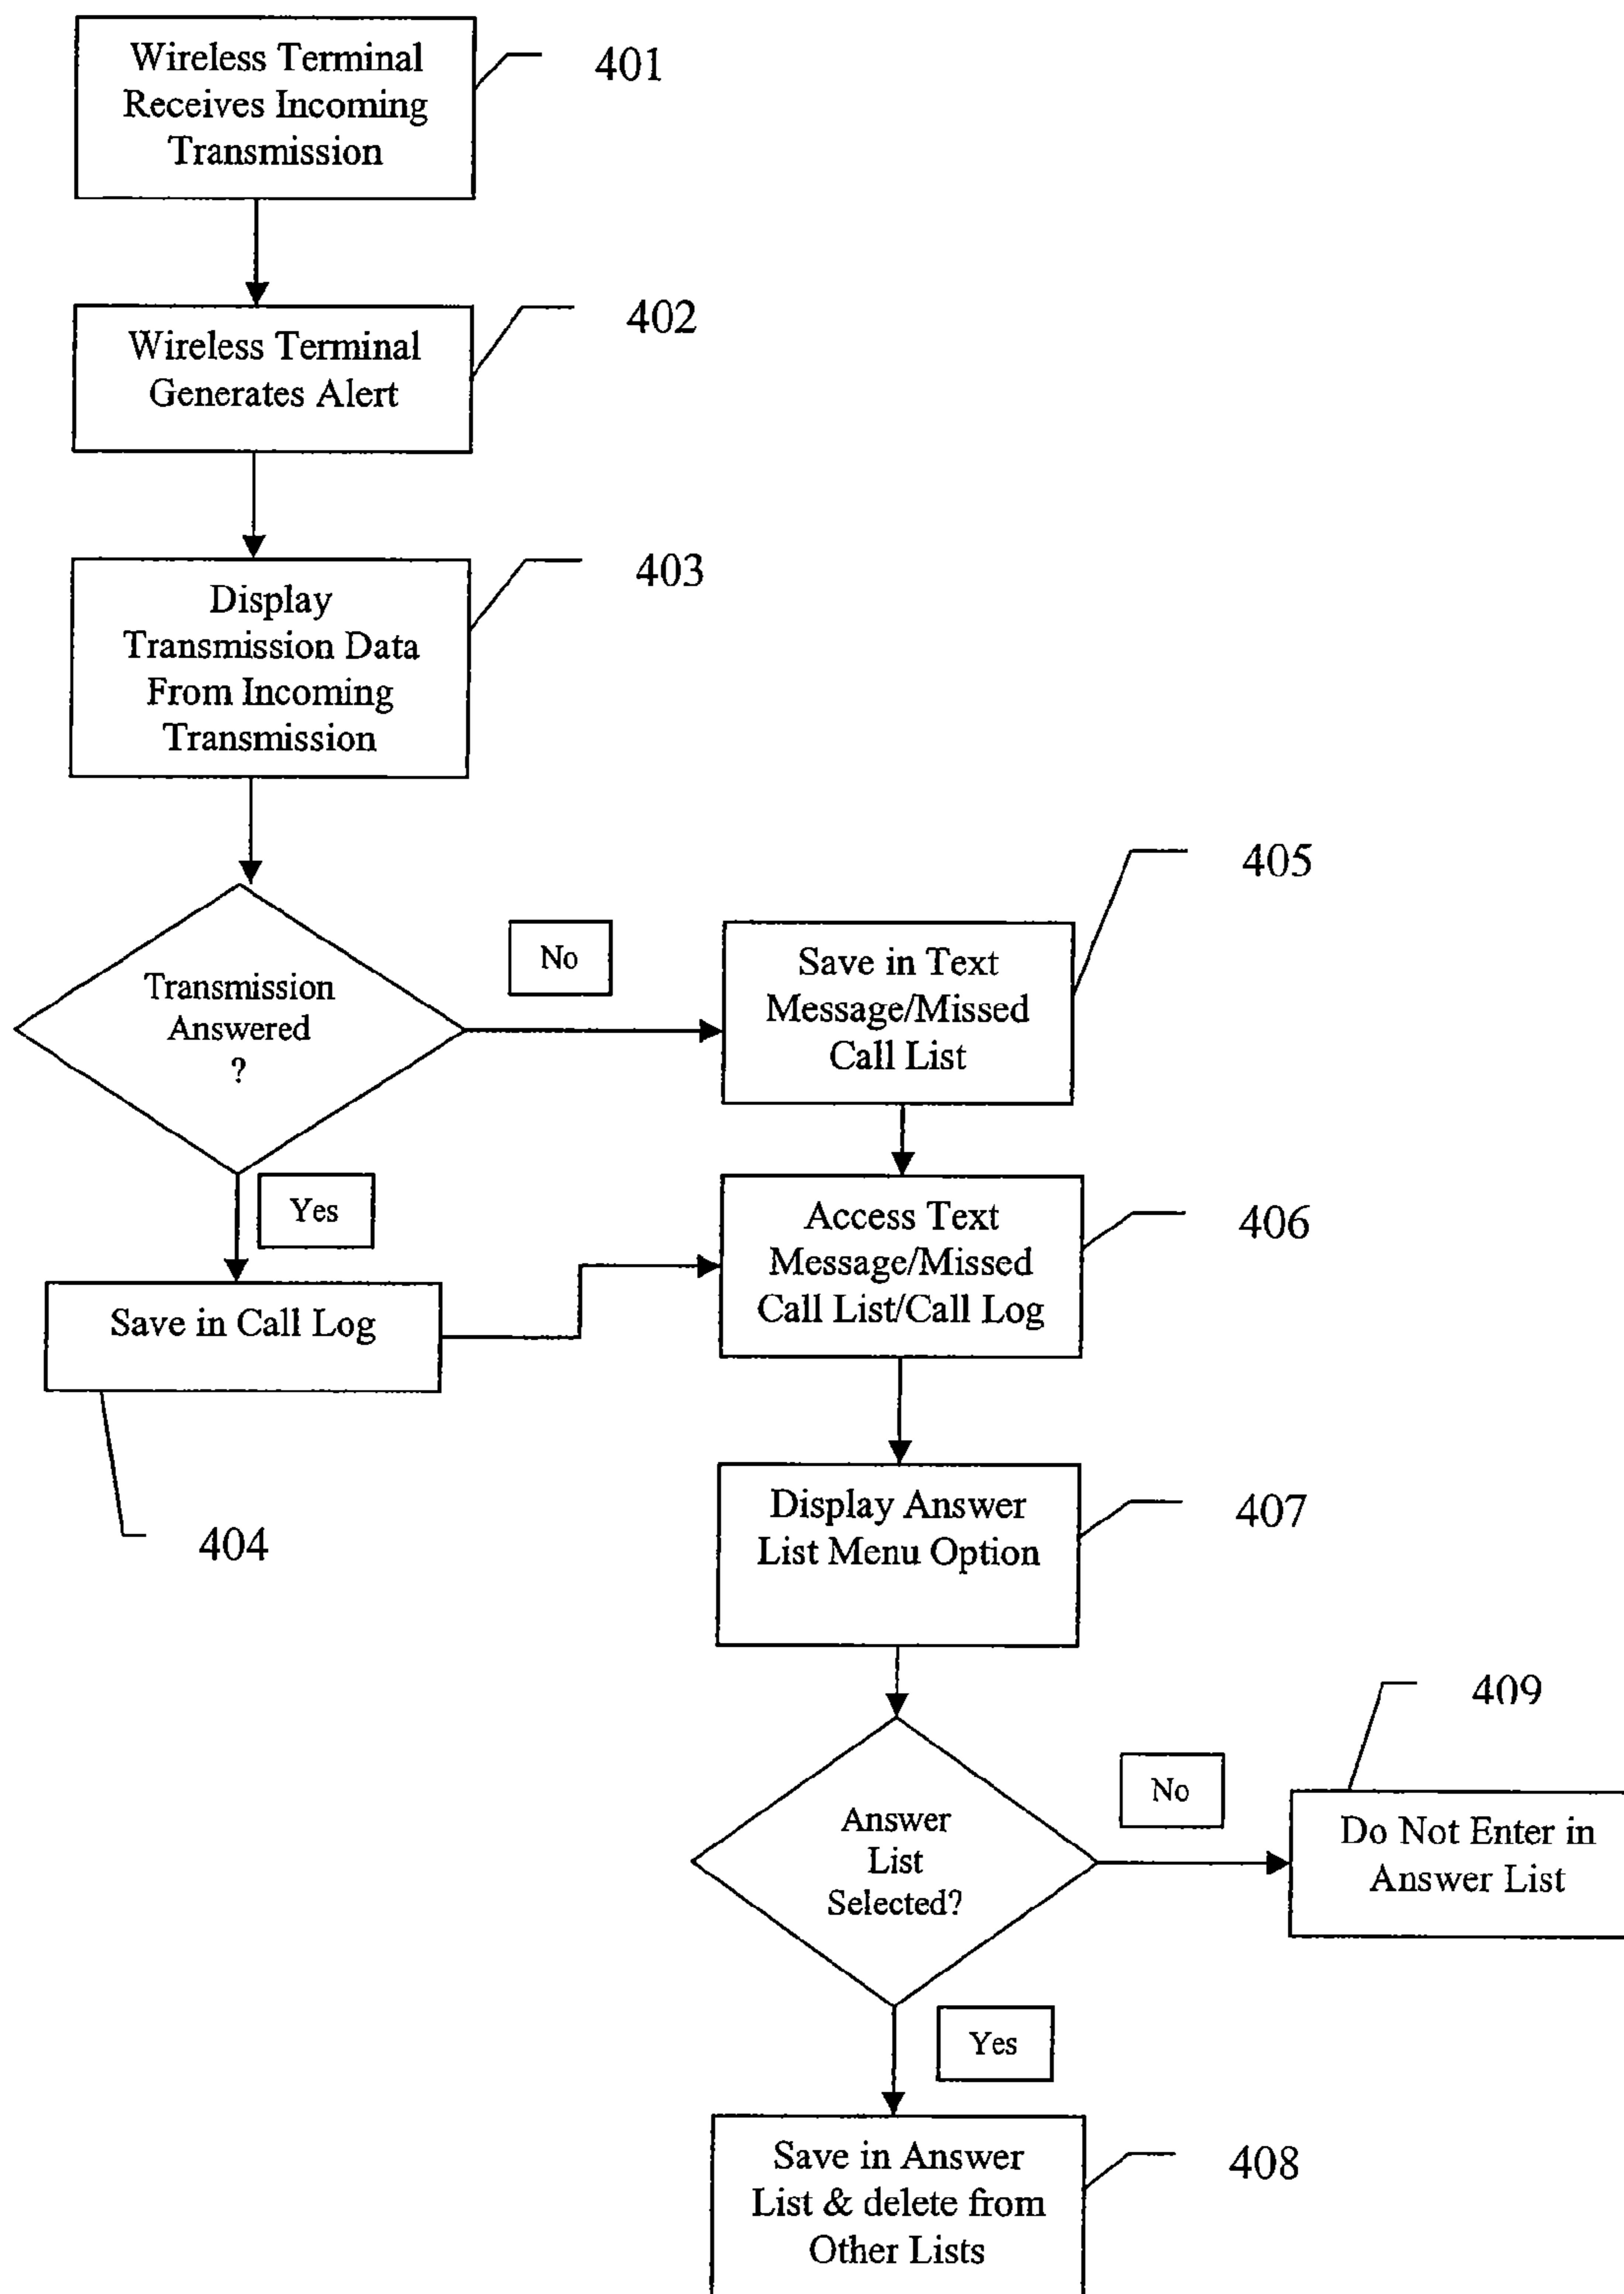 Wireless Terminal
Receives Incoming
Transmission
401
Wireless Terminal
Generates Alert
402
Display
Transmission Data
From Incoming
Transmission
403
Transmission
Answered
?
No
Save in Text
Message/Missed
Call List
405
Yes
Save in Call Log
404
Access Text
Message/Missed
Call List/Call Log
406
Display Answer
List Menu Option
407
Answer
List
Selected?
No
Do Not Enter in
Answer List
409
Yes
Save in Answer
List & delete from
Other Lists
408